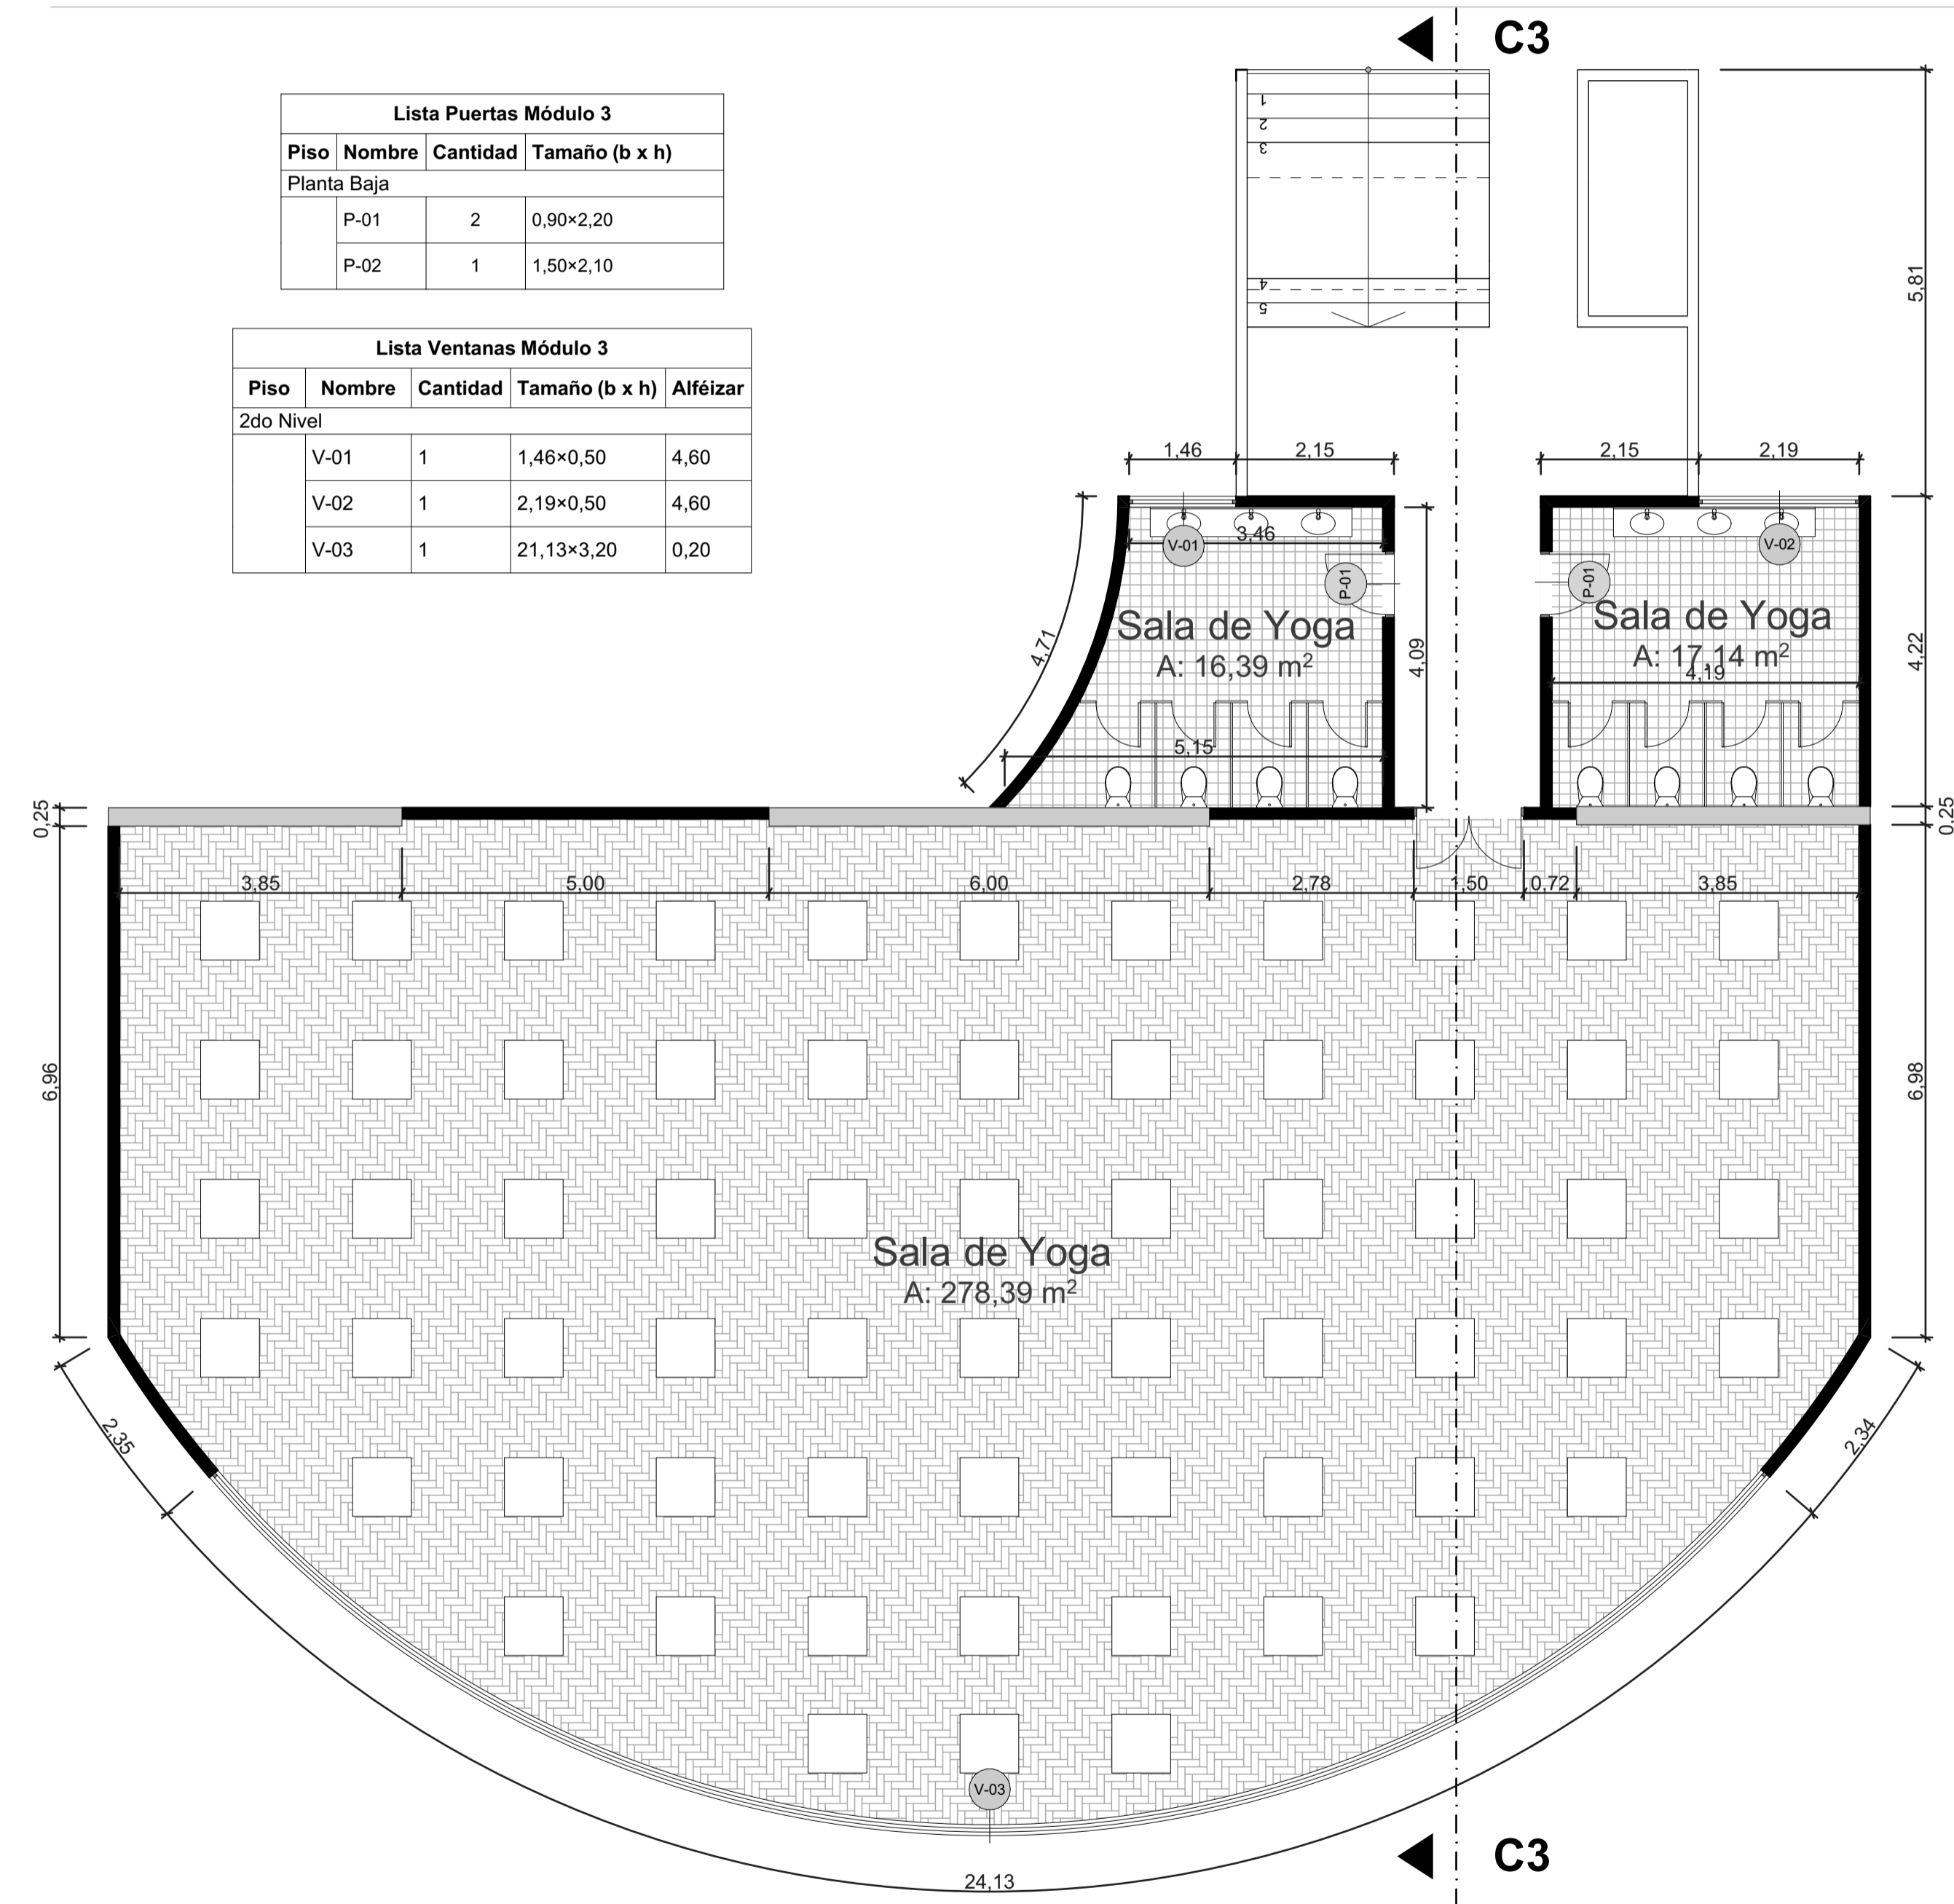 C3
Lista Puertas Módulo 3
Piso Nombre Cantidad Tamaño (b x h)
Planta Baja
P-01 2 0,90×2,20
P-02 1 1,50×2,10
Lista Ventanas Módulo 3
Piso Nombre Cantidad Tamaño (b x h) Alféizar
2do Nivel
V-01 1 1,46×0,50 4,60
V-02 1 2,19×0,50 4,60
V-03 1 21,13×3,20 0,20
1
2
3
4
5
5,81
1,46 2,15 2,15 2,19
V-01 3,46 V-02
P-01 P-01
Sala de Yoga
A: 16,39 m²
Sala de Yoga
A: 17,14 m²
4,19
4,71
4,09
4,22
5,15
0,25
0,25
3,85 5,00 6,00 2,78 1,50 0,72 3,85
6,96
6,98
Sala de Yoga
A: 278,39 m²
2,35
2,34
V-03
C3
24,13